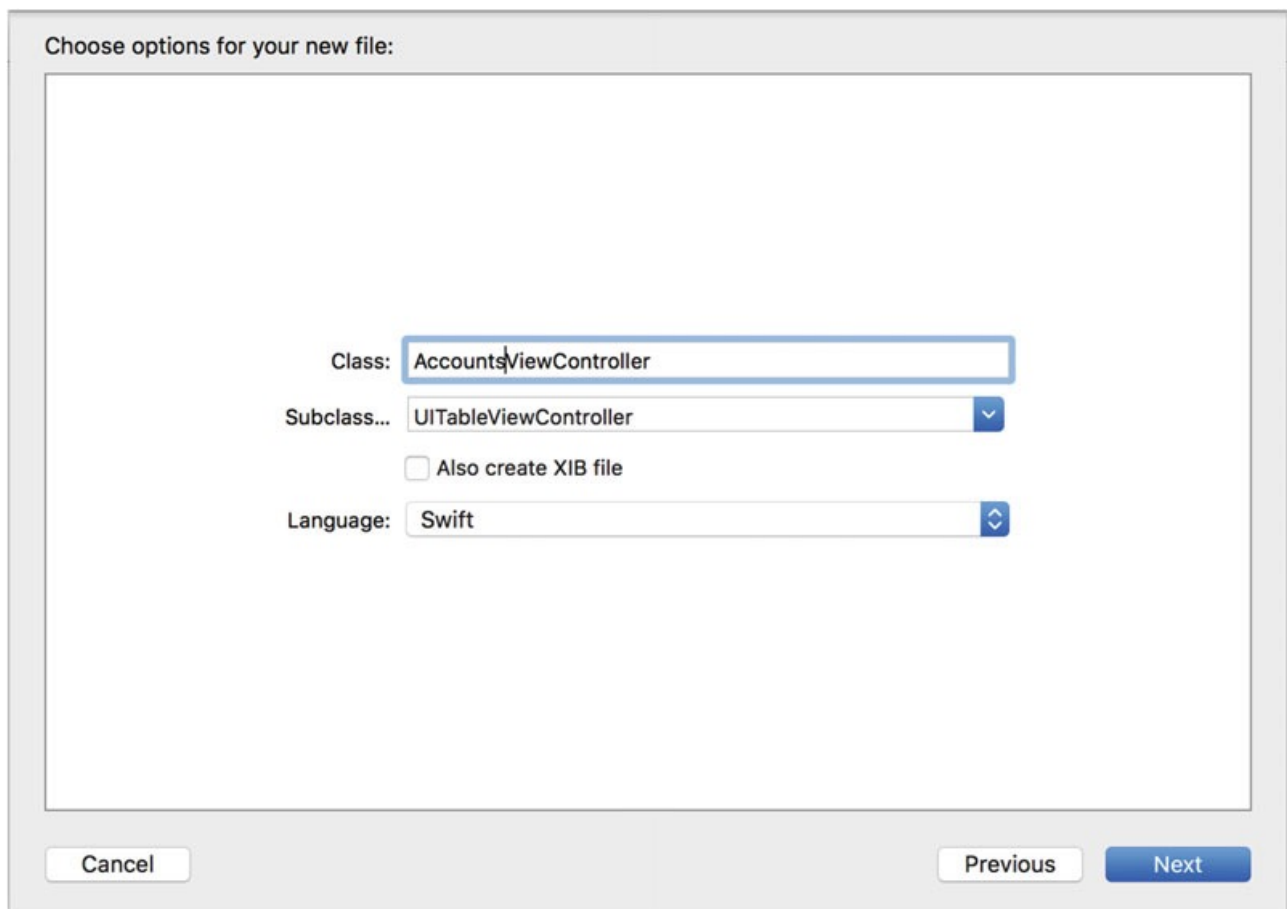 Choose options for your new file:
Class: AccountsViewController
Subclass... UITableViewController
Also create XIB file
Language: Swift
Cancel Previous Next